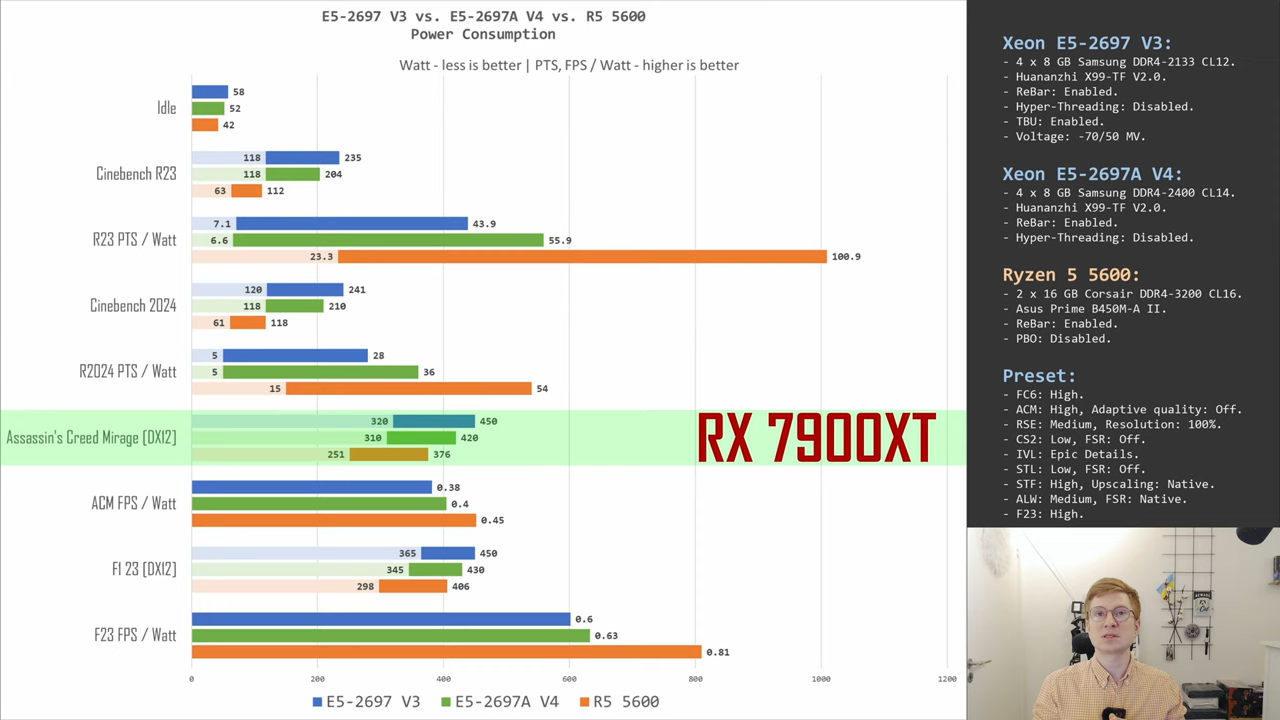 E5-2697 V3 vs. E5-2697A V4 vs. R5 5600
Power Consumption
Watt - less is better | PTS, FPS / Watt - higher is better
Idle
58
52
42
Cinebench R23
118 235
118 204
63 112
R23 PTS / Watt
7.1 43.9
6.6 55.9
23.3 100.9
Cinebench 2024
120 241
118 210
61 118
R2024 PTS / Watt
5 28
5 36
15 54
Assassin's Creed Mirage [DX12]
320 450
310 420
251 376
RX 7900XT
ACM FPS / Watt
0.38
0.4
0.45
F1 23 [DX12]
365 450
345 430
298 406
F23 FPS / Watt
0.6
0.63
0.81
0 200 400 600 800 1000 1200
E5-2697 V3 E5-2697A V4 R5 5600
Xeon E5-2697 V3:
- 4 x 8 GB Samsung DDR4-2133 CL12.
- Huananzhi X99-TF V2.0.
- ReBar: Enabled.
- Hyper-Threading: Disabled.
- TBU: Enabled.
- Voltage: -70/50 MV.
Xeon E5-2697A V4:
- 4 x 8 GB Samsung DDR4-2400 CL14.
- Huananzhi X99-TF V2.0.
- ReBar: Enabled.
- Hyper-Threading: Disabled.
Ryzen 5 5600:
- 2 x 16 GB Corsair DDR4-3200 CL16.
- Asus Prime B450M-A II.
- ReBar: Enabled.
- PBO: Disabled.
Preset:
- FC6: High.
- ACM: High, Adaptive quality: Off.
- RSE: Medium, Resolution: 100%.
- CS2: Low, FSR: Off.
- IVL: Epic Details.
- STL: Low, FSR: Off.
- STF: High, Upscaling: Native.
- ALW: Medium, FSR: Native.
- F23: High.